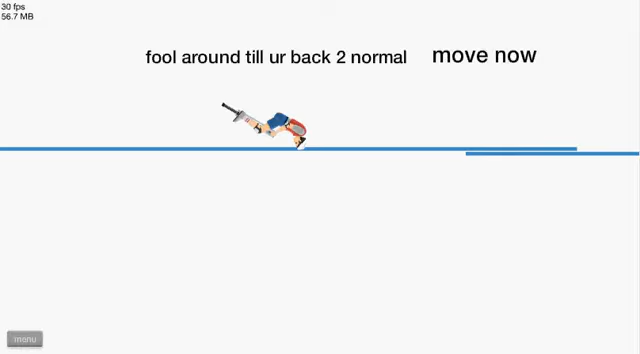 30 fps
56.7 MB
fool around till ur back 2 normal
move now
menu